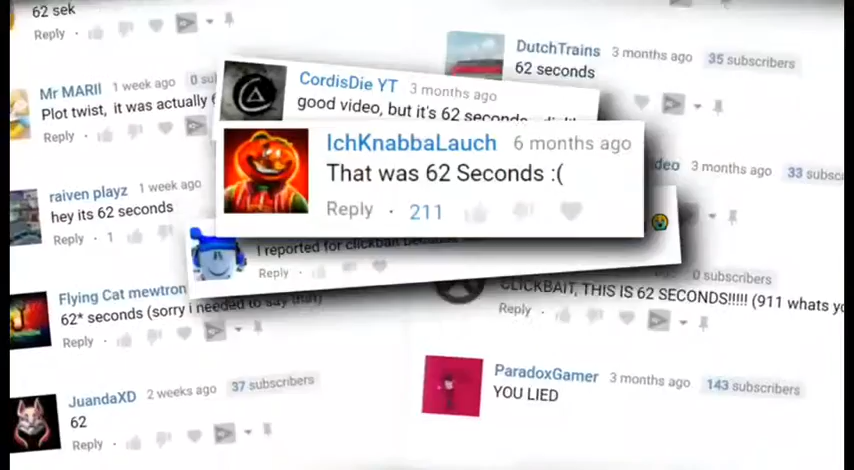 62 sek
Reply
Mr MARII 1 week ago
Plot twist, it was actually
Reply
raiven playz 1 week ago
hey its 62 seconds
Reply · 1
Flying Cat mewtron
62* seconds (sorry i needed to say that)
Reply
JuandaXD 2 weeks ago 37 subscribers
62
Reply
CordisDie YT 3 months ago
good video, but it's 62 seconds
IchKnabbaLauch 6 months ago
That was 62 Seconds :(
Reply · 211
I reported for clickbait because
Reply
DutchTrains 3 months ago 35 subscribers
62 seconds
deo 3 months ago 33 subsc
0 subscribers
CLICKBAIT, THIS IS 62 SECONDS!!!!! (911 whats yo
Reply
ParadoxGamer 3 months ago 143 subscribers
YOU LIED